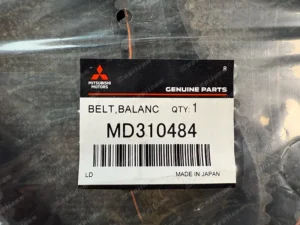 R
MITSUBISHI
MOTORS
GENUINE PARTS
BELT,BALANC QTY:1
MD310484
LD
MADE IN JAPAN